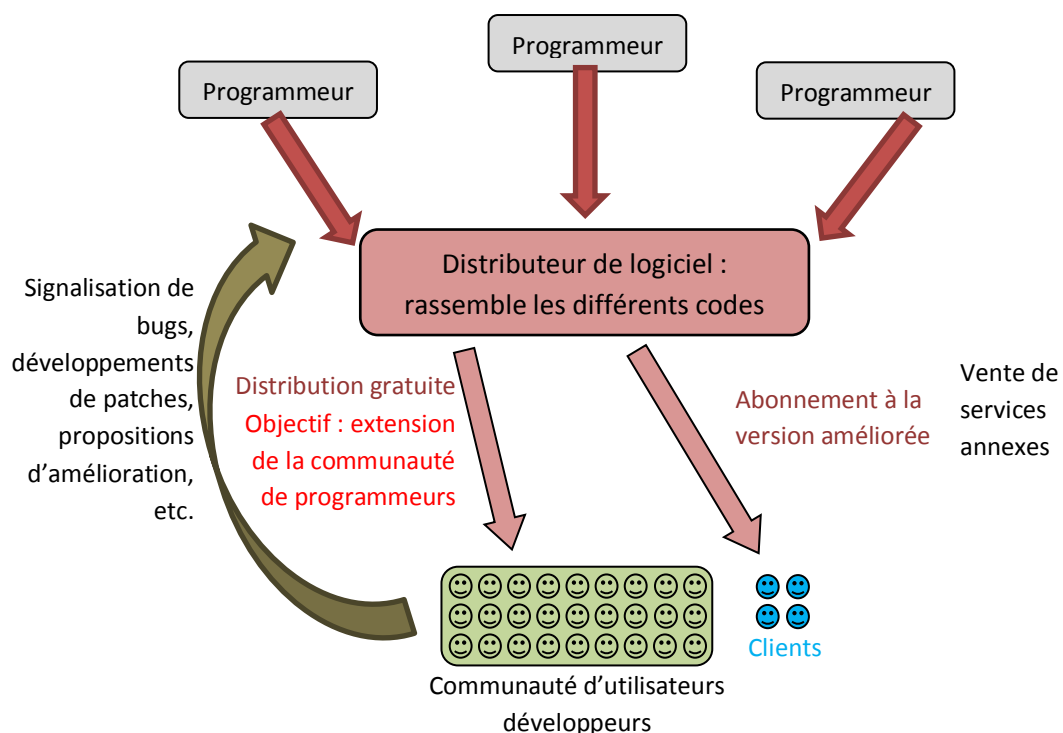 Programmeur
Programmeur
Programmeur
Distributeur de logiciel :
rassemble les différents codes
Signalisation de
bugs,
développements
de patches,
propositions
d’amélioration,
etc.
Distribution gratuite
Objectif : extension
de la communauté
de programmeurs
Abonnement à la
version améliorée
Vente de
services
annexes
Clients
Communauté d’utilisateurs
développeurs